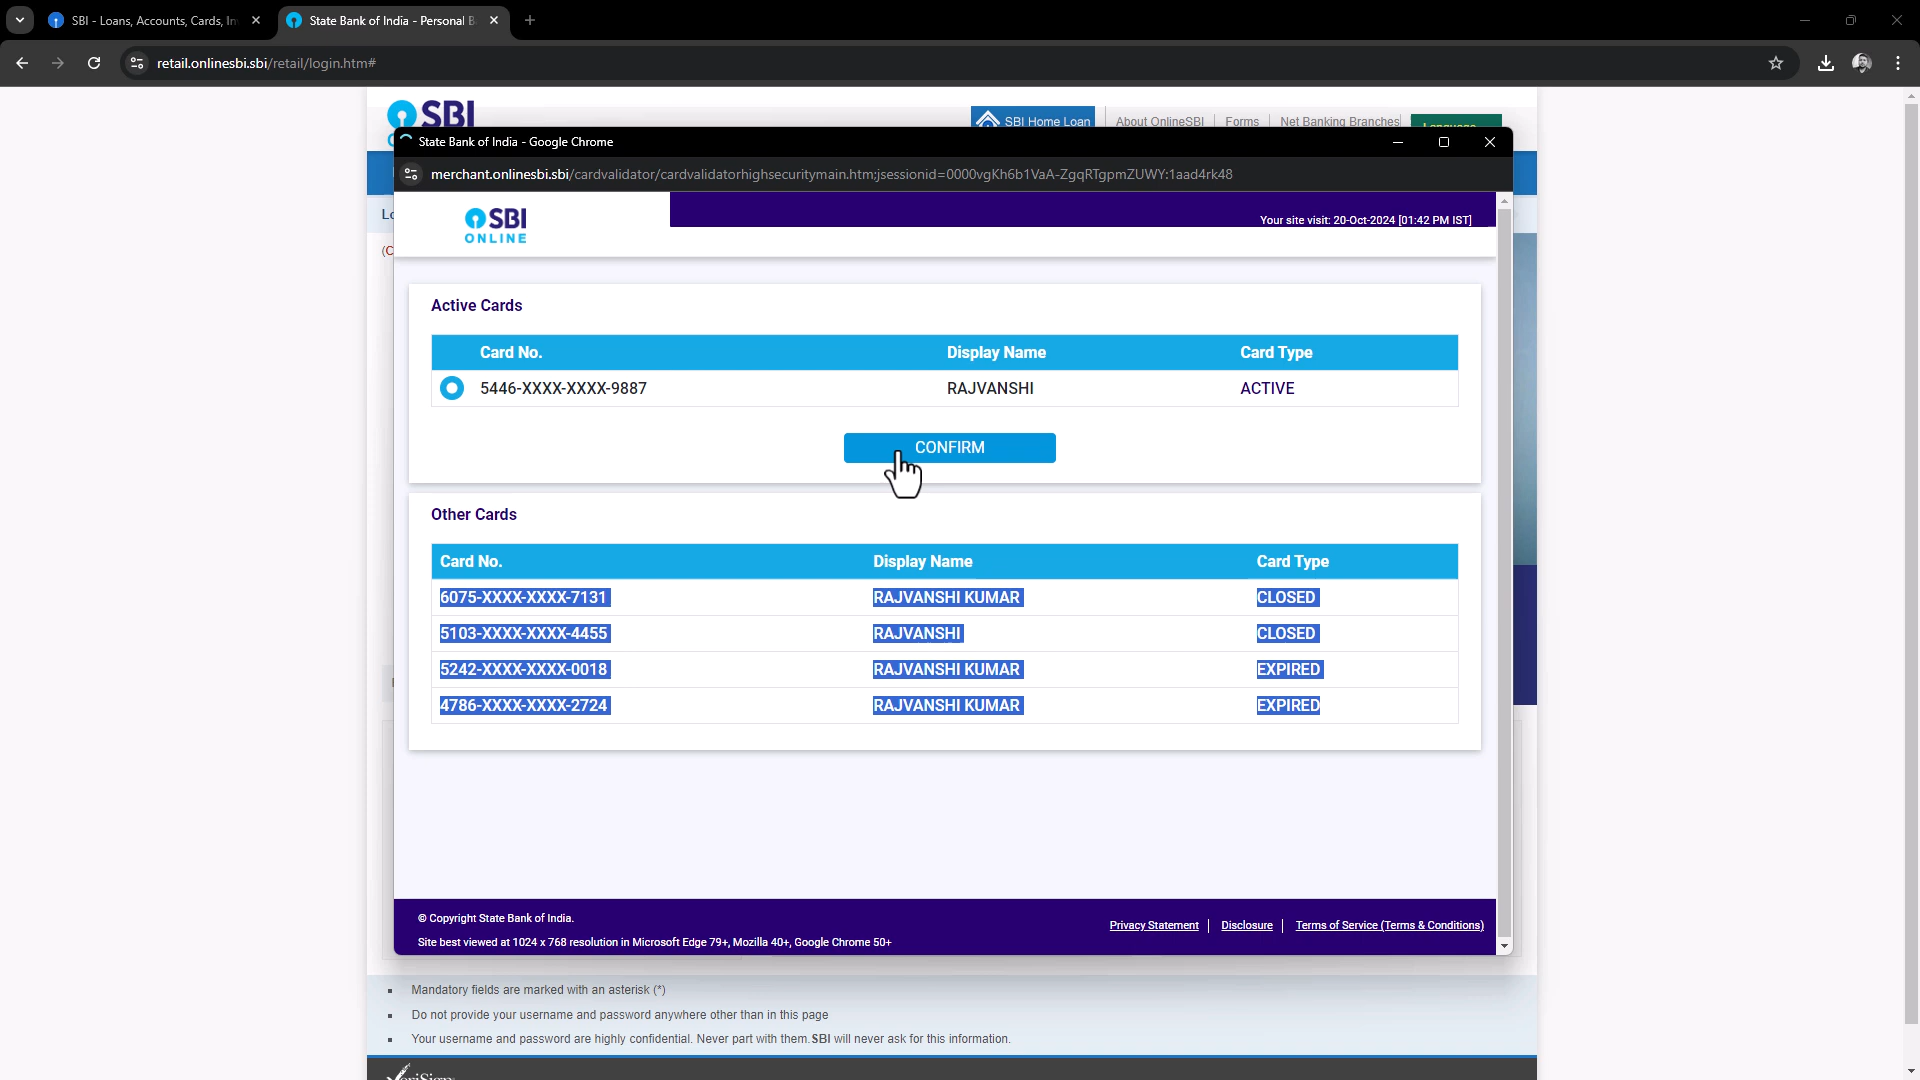 SBI - Loans, Accounts, Cards, In
State Bank of India - Personal B
retail.onlinesbi.sbi/retail/login.htm#
SBI
SBI Home Loan
About OnlineSBI
Forms
Net Banking Branches
Language
State Bank of India - Google Chrome
merchant.onlinesbi.sbi/cardvalidator/cardvalidatorhighsecuritymain.htm;jsessionid=0000vgKh6b1VaA-ZgqRTgpmZUWY:1aad4rk48
SBI
ONLINE
Your site visit: 20-Oct-2024 [01:42 PM IST]
Active Cards
Card No. Display Name Card Type
5446-XXXX-XXXX-9887 RAJVANSHI ACTIVE
CONFIRM
Other Cards
Card No. Display Name Card Type
6075-XXXX-XXXX-7131 RAJVANSHI KUMAR CLOSED
5103-XXXX-XXXX-4455 RAJVANSHI CLOSED
5242-XXXX-XXXX-0018 RAJVANSHI KUMAR EXPIRED
4786-XXXX-XXXX-2724 RAJVANSHI KUMAR EXPIRED
© Copyright State Bank of India.
Privacy Statement Disclosure Terms of Service (Terms & Conditions)
Site best viewed at 1024 x 768 resolution in Microsoft Edge 79+, Mozilla 40+, Google Chrome 50+
Mandatory fields are marked with an asterisk (*)
Do not provide your username and password anywhere other than in this page
Your username and password are highly confidential. Never part with them.SBI will never ask for this information.